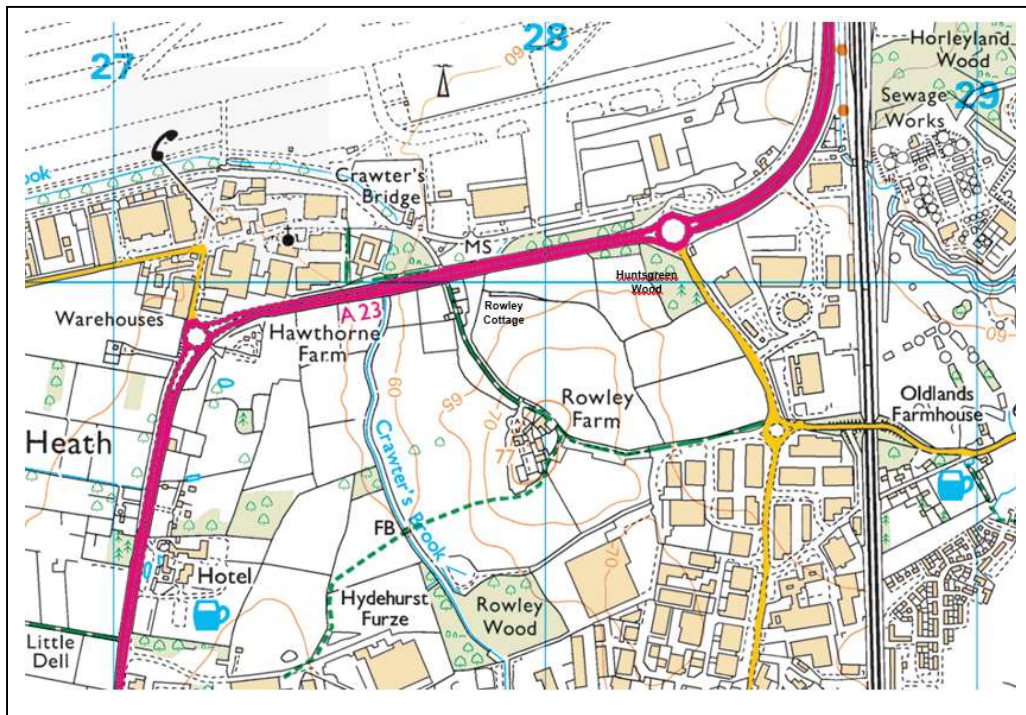 27
28
60
Horleyland
Wood
29
Sewage
Works
ook
Crawter's
Bridge
MS
Huntsgreen
Wood
Rowley
Cottage
Warehouses
A 23
Hawthorne
Farm
60
65
70
Rowley
Farm
77
Oldlands
Farmhouse
60
Heath
Crawter's Brook
FB
70
Hotel
Hydehurst
Furze
Rowley
Wood
Little
Dell